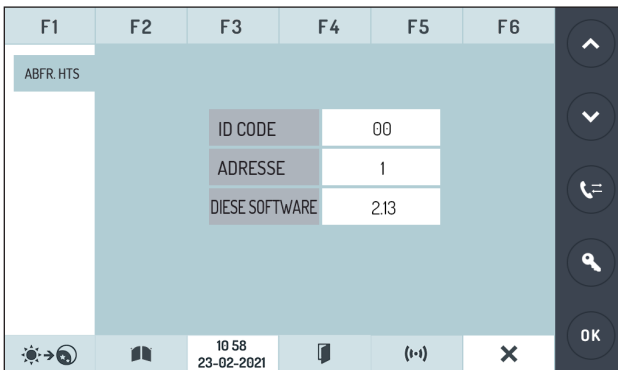 F1 F2 F3 F4 F5 F6
ABFR. HTS
ID CODE 00
ADRESSE 1
DIESE SOFTWARE 2.13
10 58
23-02-2021
OK